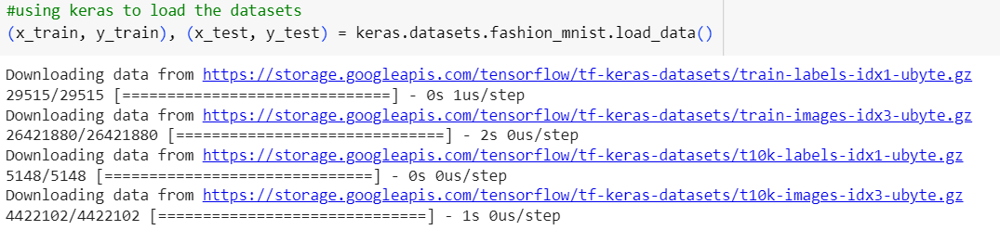 #using keras to load the datasets
(x_train, y_train), (x_test, y_test) = keras.datasets.fashion_mnist.load_data()
Downloading data from https://storage.googleapis.com/tensorflow/tf-keras-datasets/train-labels-idx1-ubyte.gz
29515/29515 [==============================] - 0s 1us/step
Downloading data from https://storage.googleapis.com/tensorflow/tf-keras-datasets/train-images-idx3-ubyte.gz
26421880/26421880 [==============================] - 2s 0us/step
Downloading data from https://storage.googleapis.com/tensorflow/tf-keras-datasets/t10k-labels-idx1-ubyte.gz
5148/5148 [==============================] - 0s 0us/step
Downloading data from https://storage.googleapis.com/tensorflow/tf-keras-datasets/t10k-images-idx3-ubyte.gz
4422102/4422102 [==============================] - 1s 0us/step